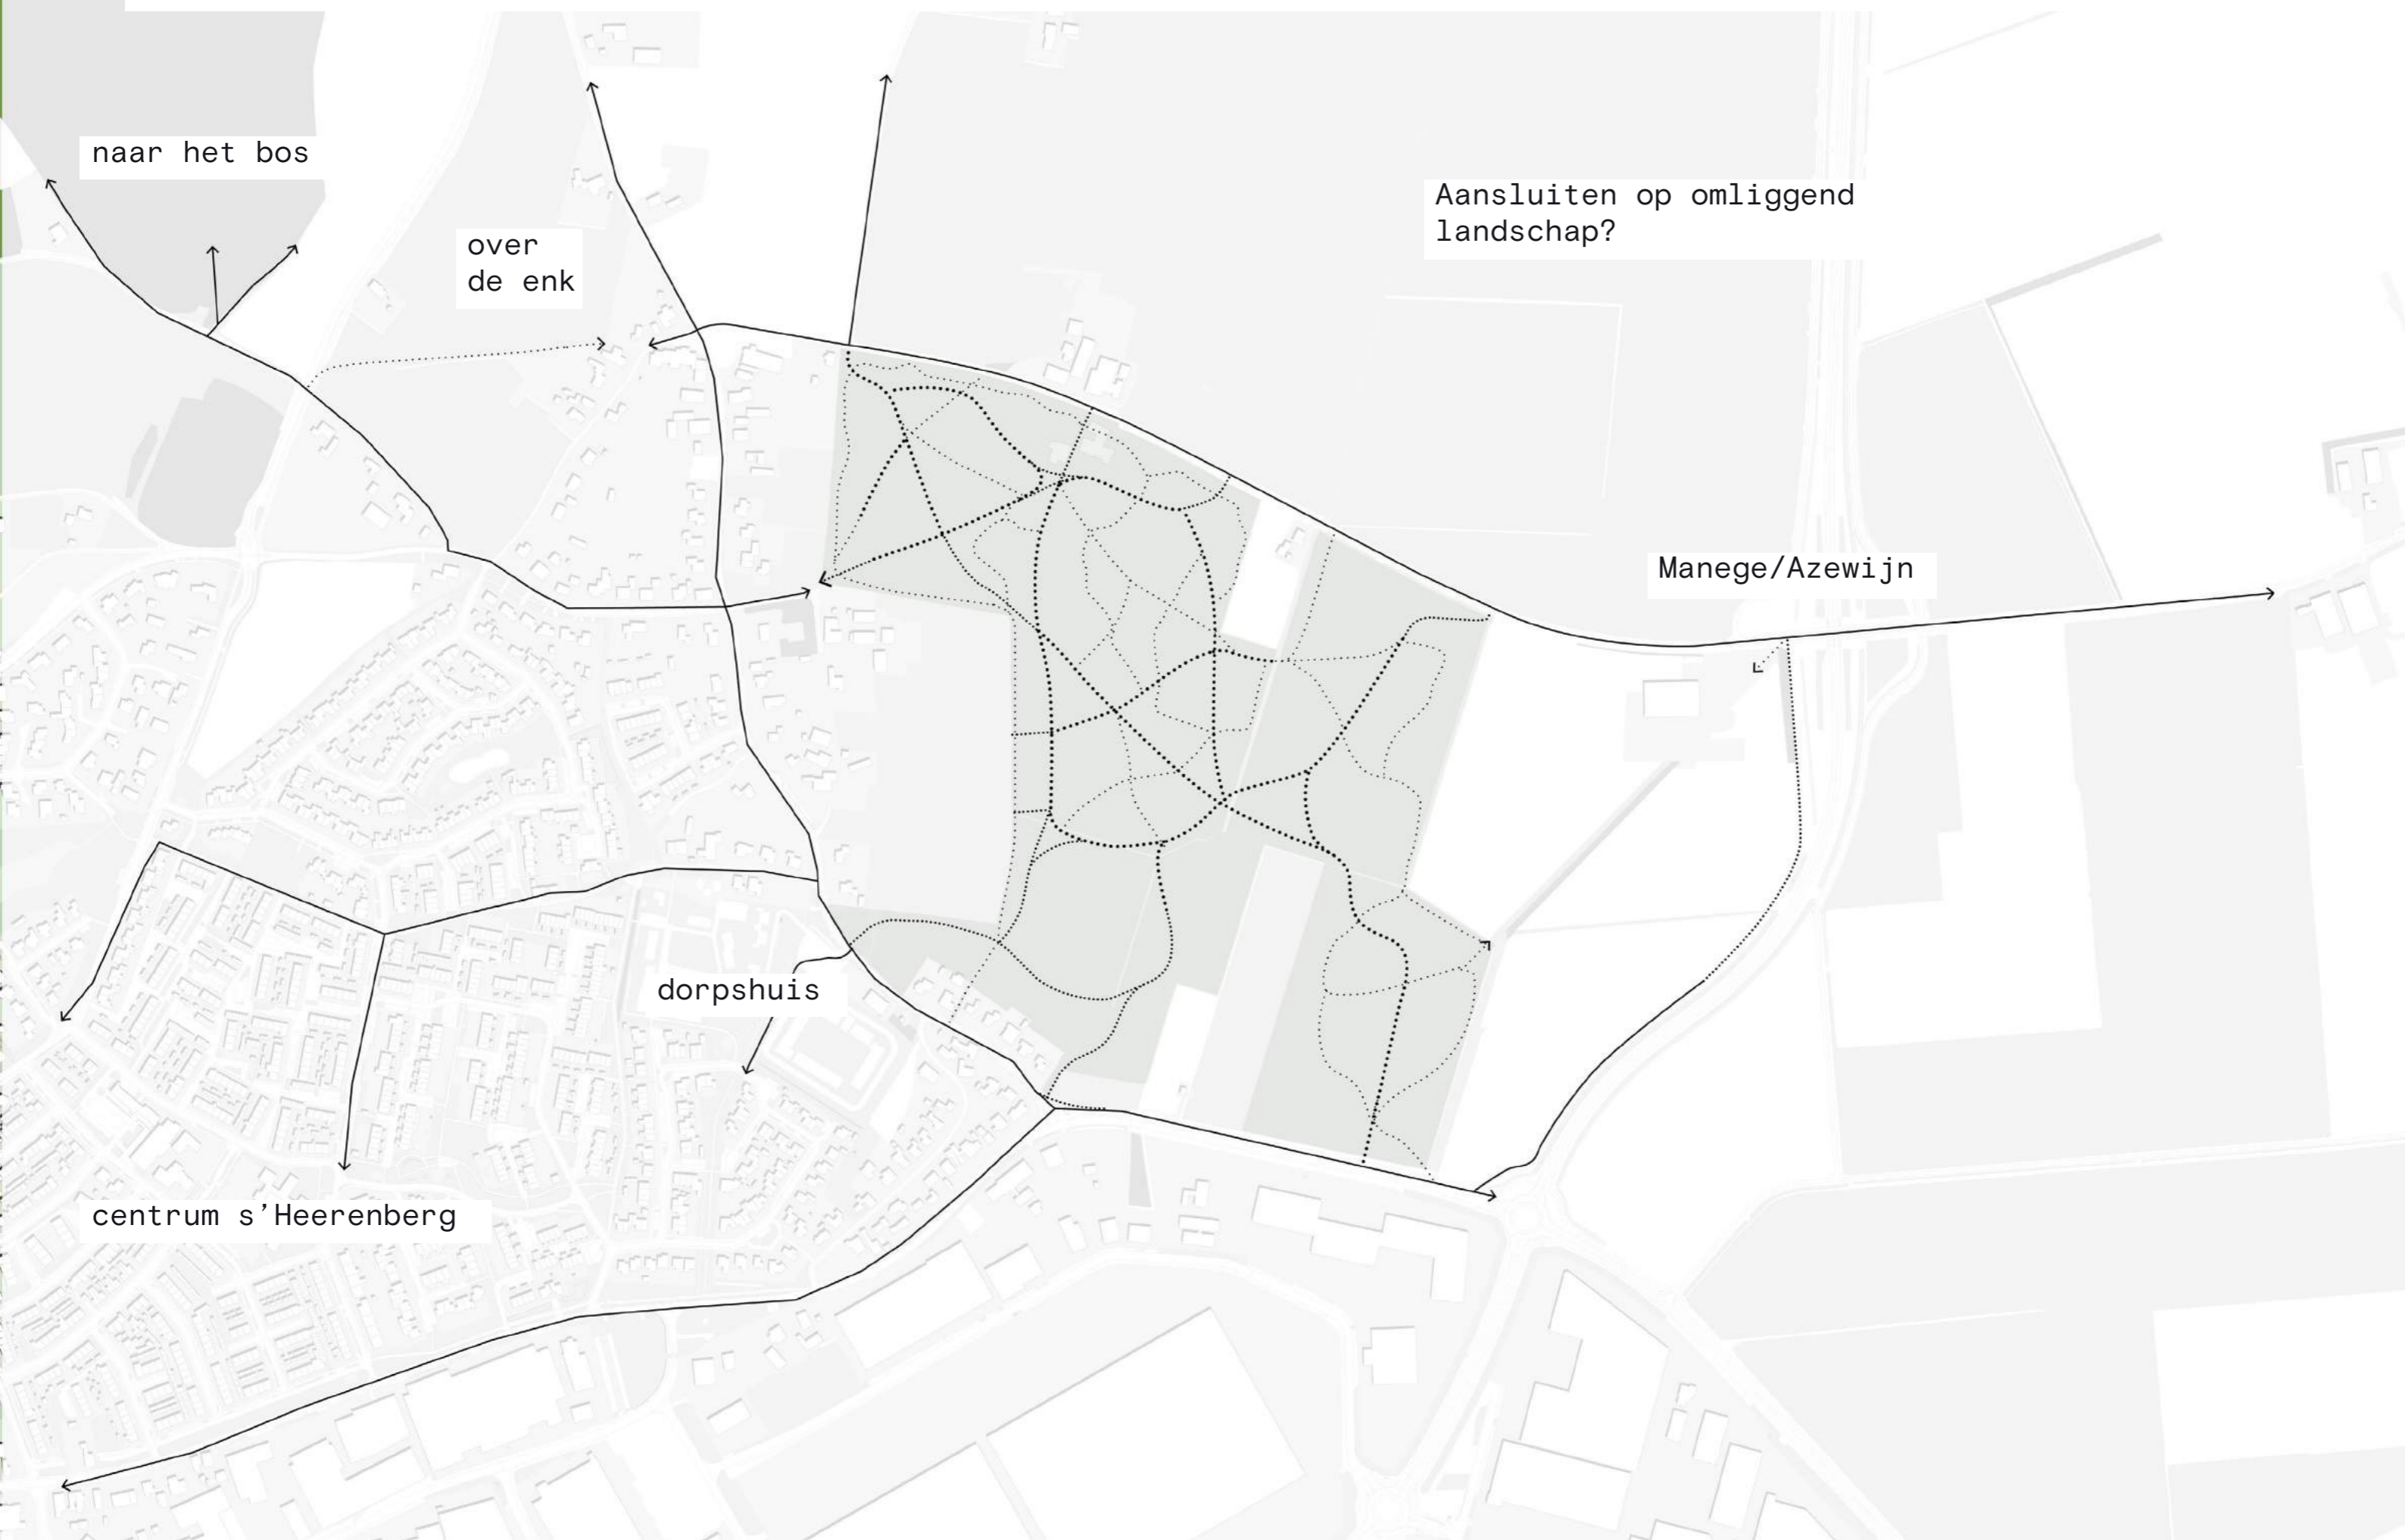 naar het bos
over
de enk
Aansluiten op omliggend
landschap?
Manege/Azewijn
dorpshuis
centrum s’Heerenberg